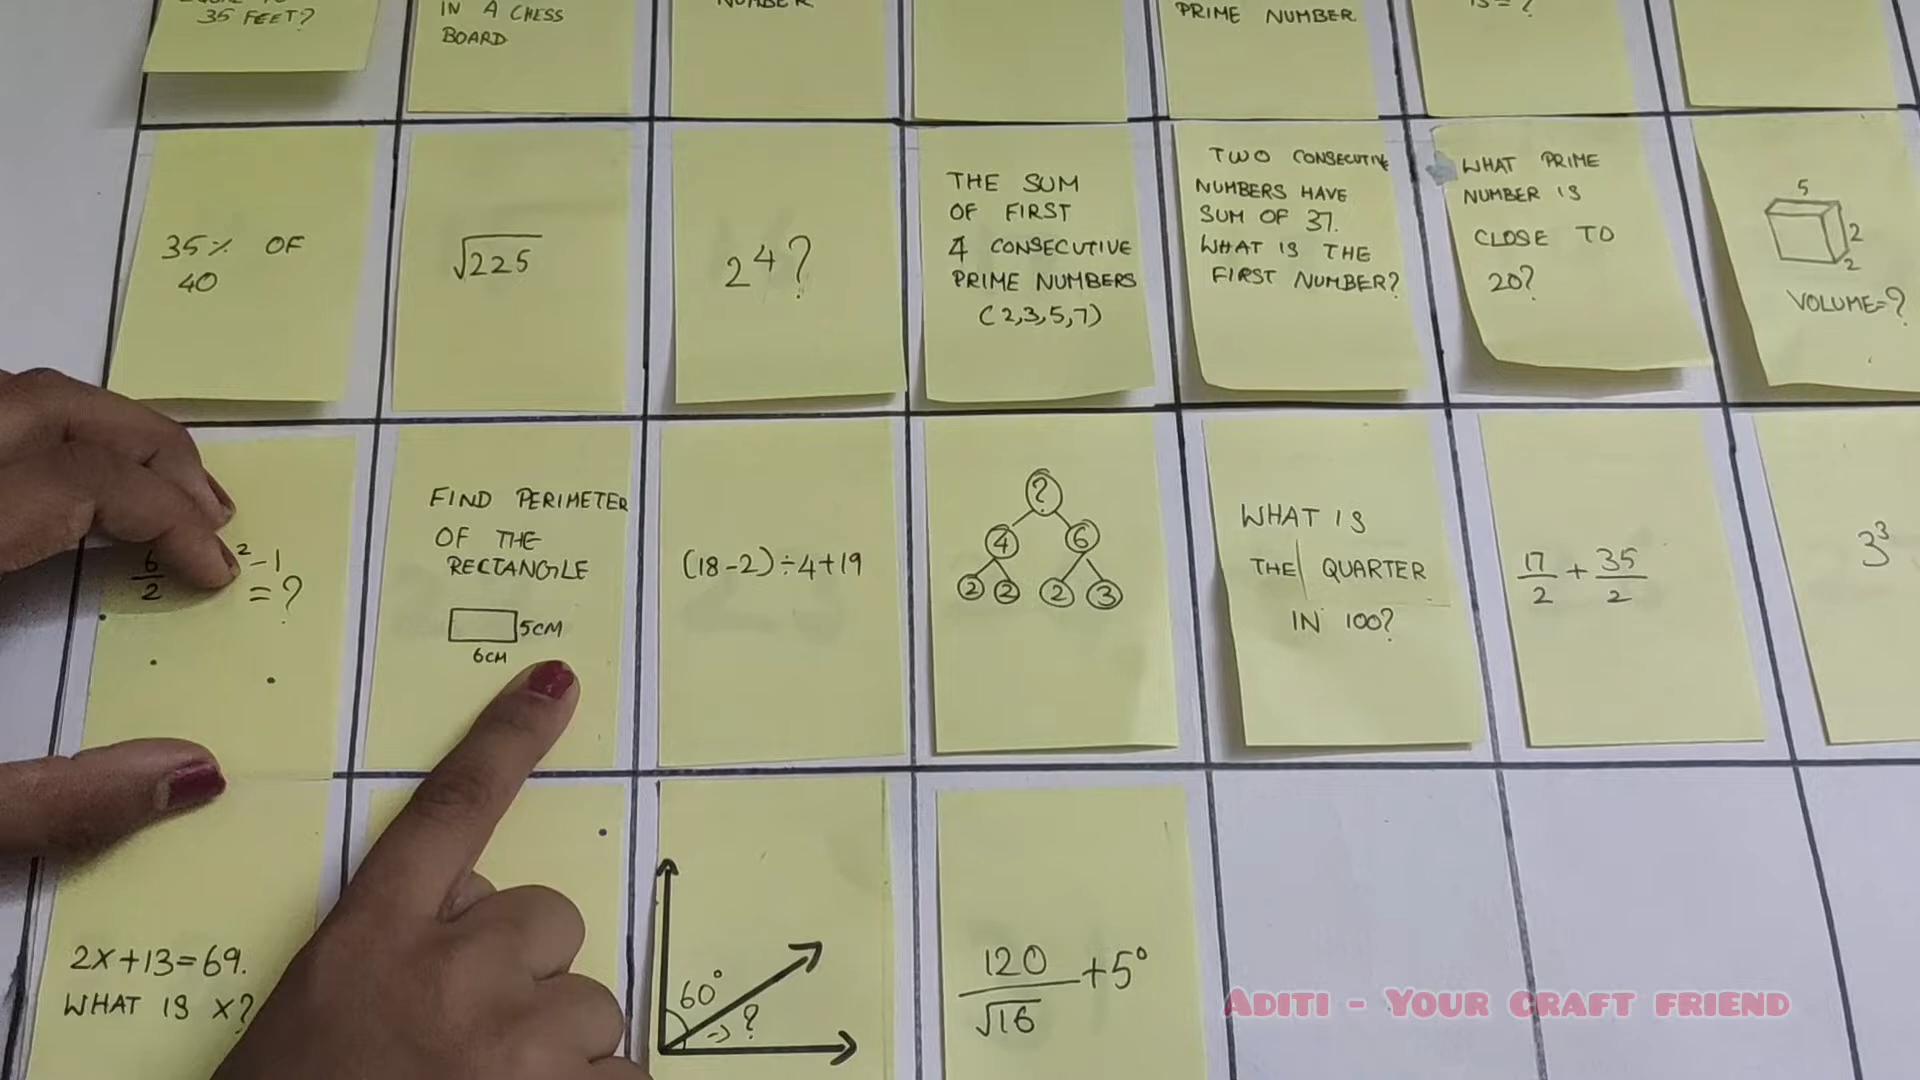 35 FEET?
IN A CHESS
BOARD
PRIME NUMBER
35% OF
40
√225
2⁴?
THE SUM
OF FIRST
4 CONSECUTIVE
PRIME NUMBERS
(2,3,5,7)
TWO CONSECUTIVE
NUMBERS HAVE
SUM OF 37.
WHAT IS THE
FIRST NUMBER?
WHAT PRIME
NUMBER IS
CLOSE TO
20?
5
2
2
VOLUME=?
6/2
² -1
=?
FIND PERIMETER
OF THE
RECTANGLE
5CM
6CM
(18-2)÷4+19
?
4 6
2 2 2 3
WHAT IS
THE QUARTER
IN 100?
17/2 + 35/2
3³
2x+13=69.
WHAT IS X?
60°
?
120/√16 +5⁰
ADITI - YOUR CRAFT FRIEND